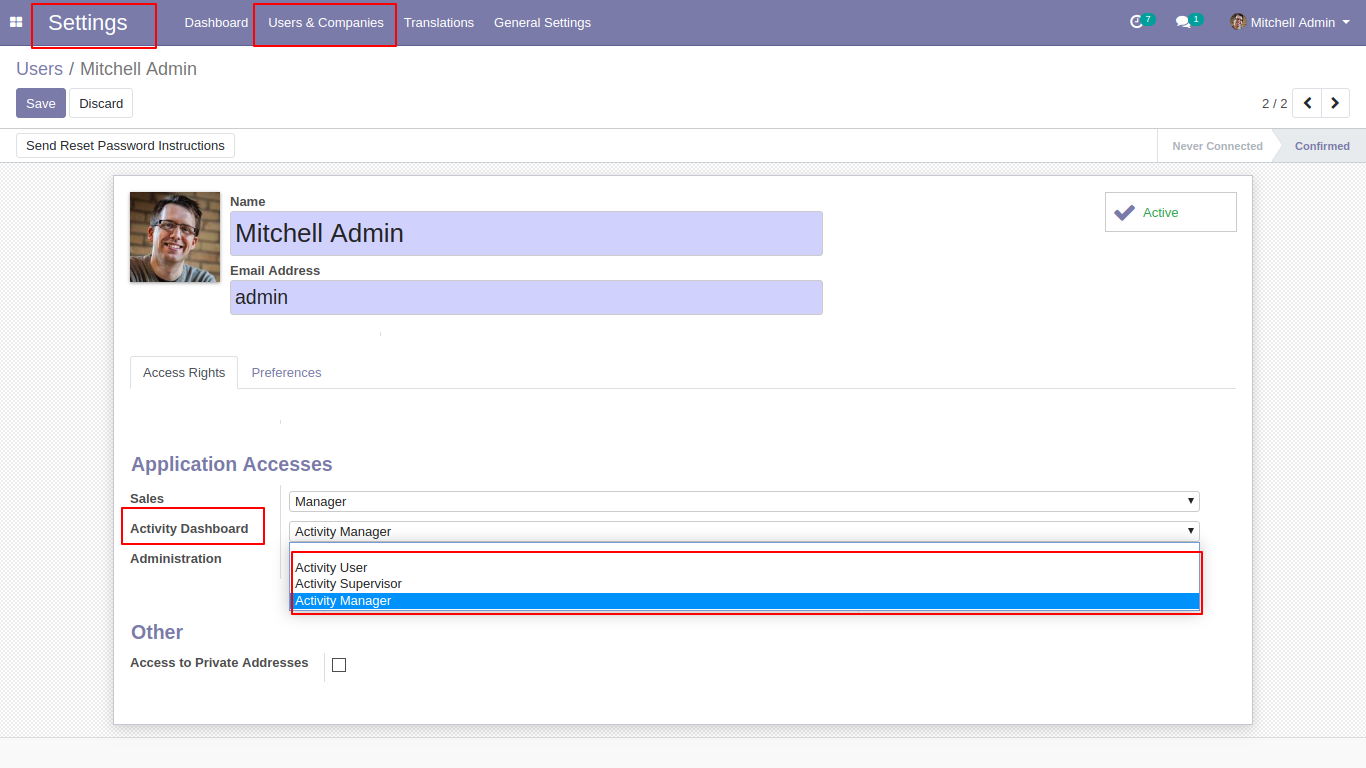 Settings Dashboard Users & Companies Translations General Settings 7 1 Mitchell Admin
Users / Mitchell Admin
Save Discard 2 / 2
Send Reset Password Instructions Never Connected Confirmed
Name
Mitchell Admin
Active
Email Address
admin
Access Rights Preferences
Application Accesses
Sales Manager
Activity Dashboard Activity Manager
Administration
Activity User
Activity Supervisor
Activity Manager
Other
Access to Private Addresses